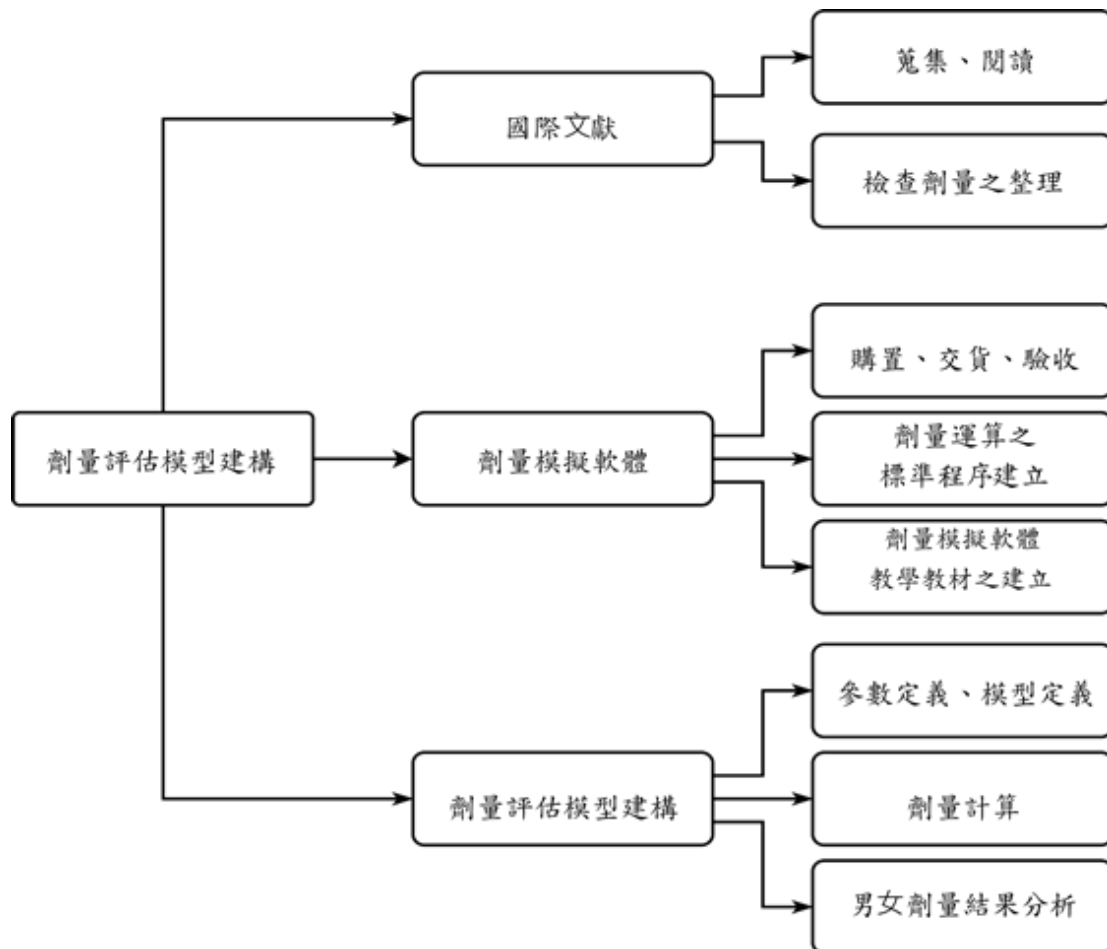 劑量評估模型建構
國際文獻
蒐集、閱讀
檢查劑量之整理
劑量模擬軟體
購置、交貨、驗收
劑量運算之
標準程序建立
劑量模擬軟體
教學教材之建立
劑量評估模型建構
參數定義、模型定義
劑量計算
男女劑量結果分析